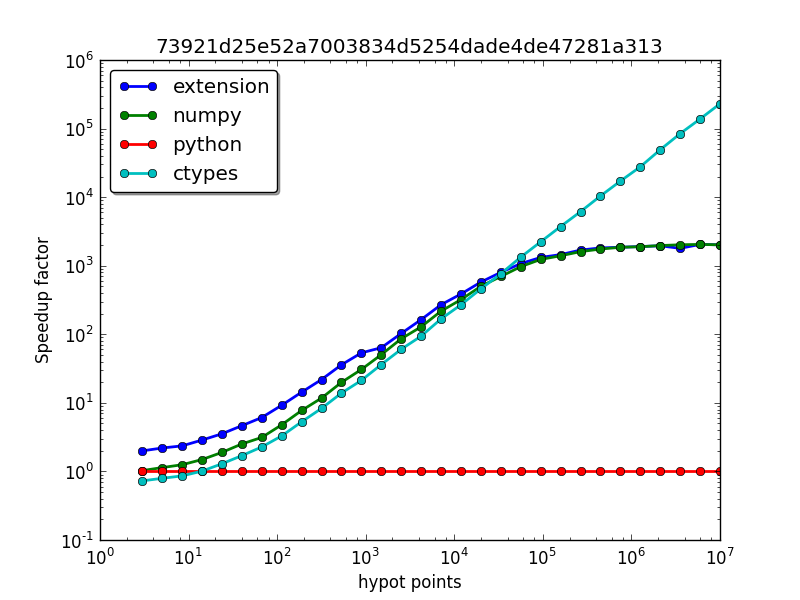 73921d25e52a7003834d5254dade4de47281a313
10^6
10^5
10^4
10^3
10^2
10^1
10^0
10^-1
Speedup factor
extension
numpy
python
ctypes
10^0 10^1 10^2 10^3 10^4 10^5 10^6 10^7
hypot points